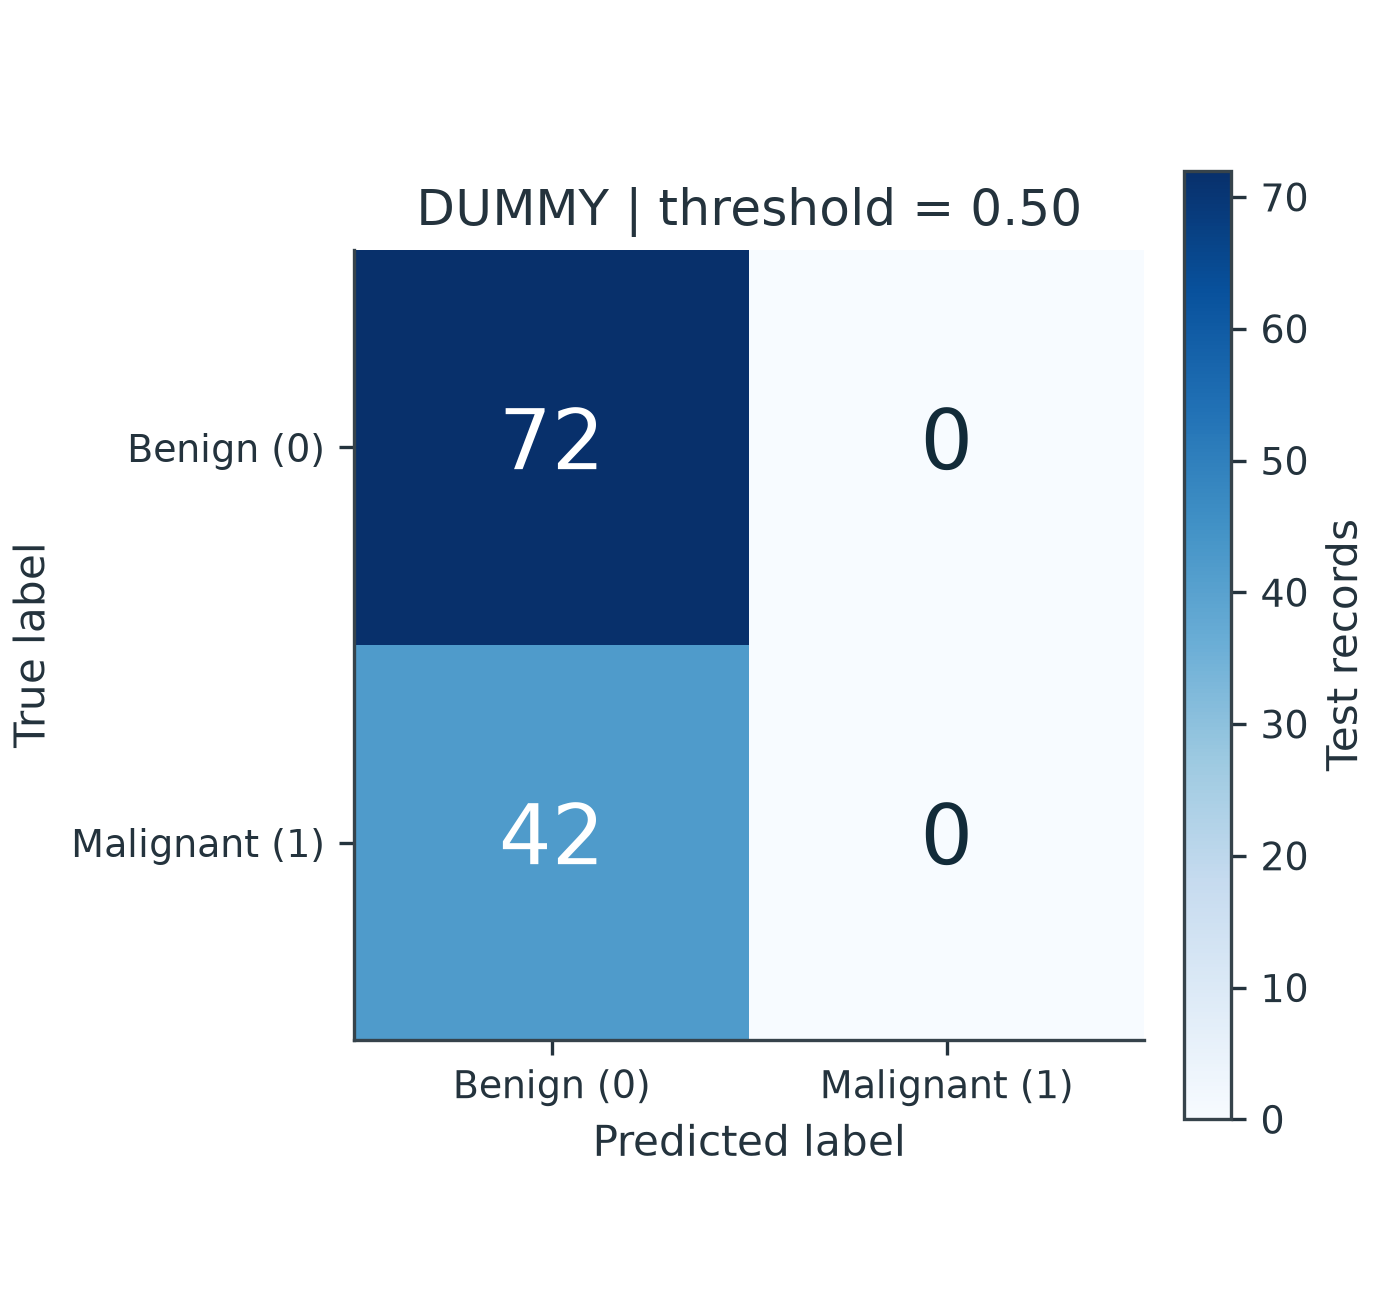 DUMMY | threshold = 0.50
True label
Benign (0)
72
0
Malignant (1)
42
0
Benign (0)
Malignant (1)
Predicted label
70
60
50
40
30
20
10
0
Test records